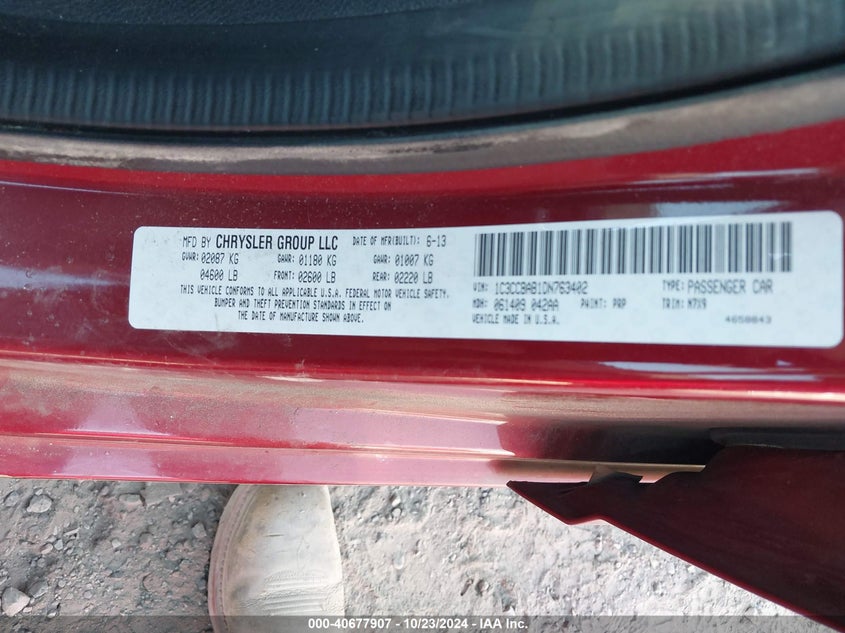 MFD BY CHRYSLER GROUP LLC DATE OF MFR(BUILT): 6-13
GVWR: 02087 KG GAWR: 01180 KG GAWR: 01007 KG
04600 LB FRONT: 02600 LB REAR: 02220 LB
THIS VEHICLE CONFORMS TO ALL APPLICABLE U.S.A. FEDERAL MOTOR VEHICLE SAFETY,
BUMPER AND THEFT PREVENTION STANDARDS IN EFFECT ON
THE DATE OF MANUFACTURE SHOWN ABOVE.
VIN: 1C3CCBAB1DN763402 TYPE: PASSENGER CAR
MDH: 061409 042AA PAINT: PRP TRIM: M7X9
VEHICLE MADE IN U.S.A. 4658843
000-40677907 - 10/23/2024 - IAA Inc.